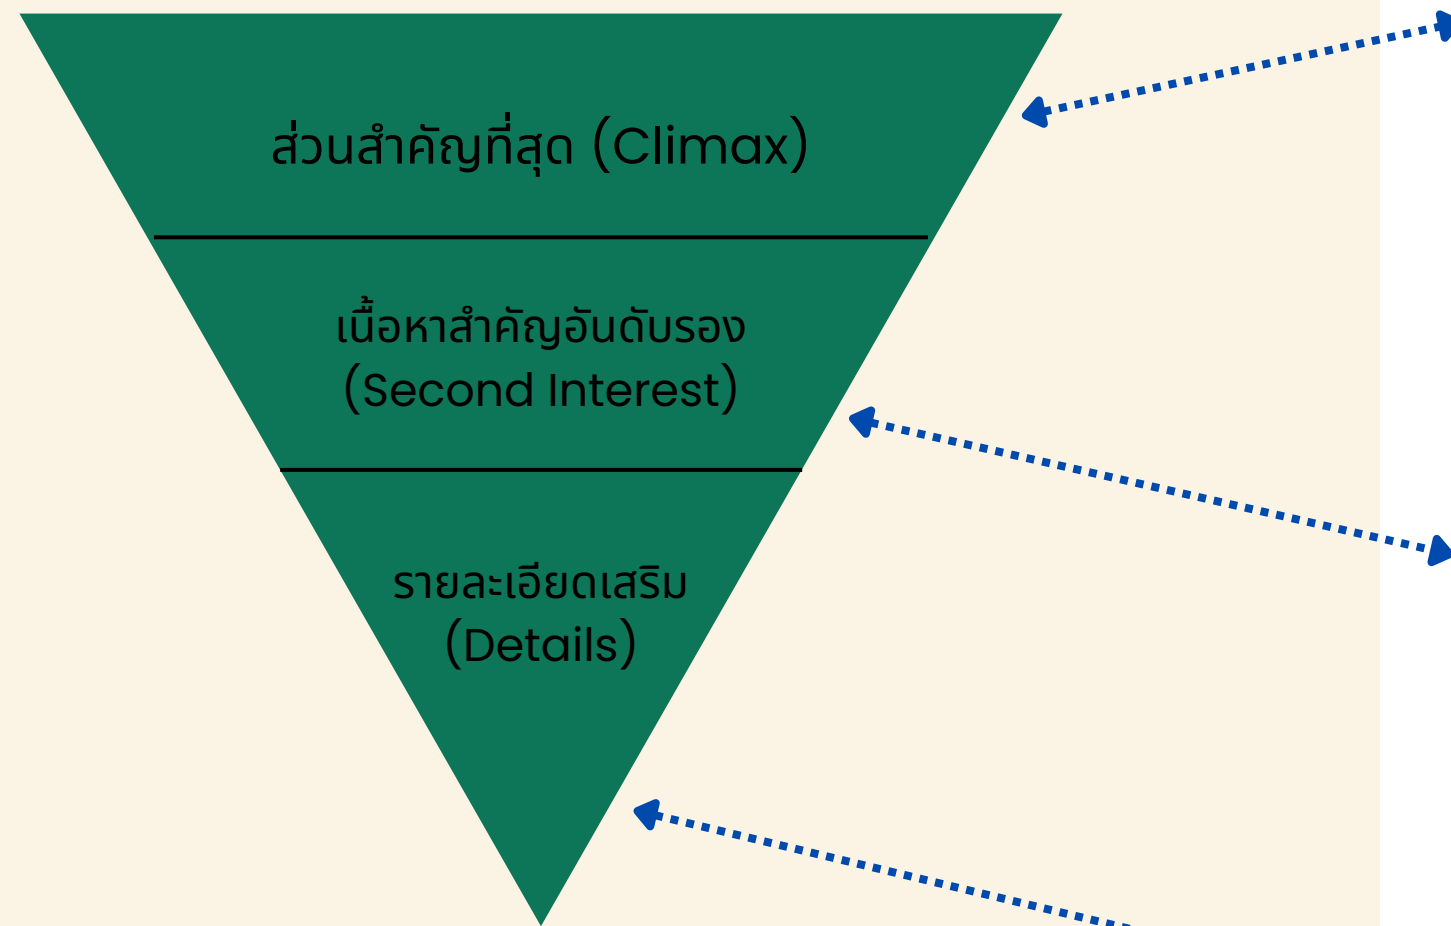 ส่วนสำคัญที่สุด (Climax)
เนื้อหาสำคัญอันดับรอง
(Second Interest)
รายละเอียดเสริม
(Details)